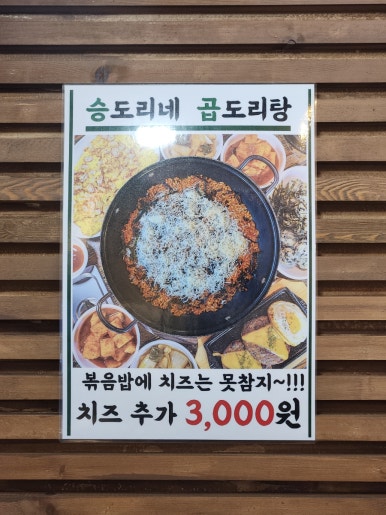 승도리네 곱도리탕
볶음밥에 치즈는 못참지~!!!
치즈 추가 3,000원